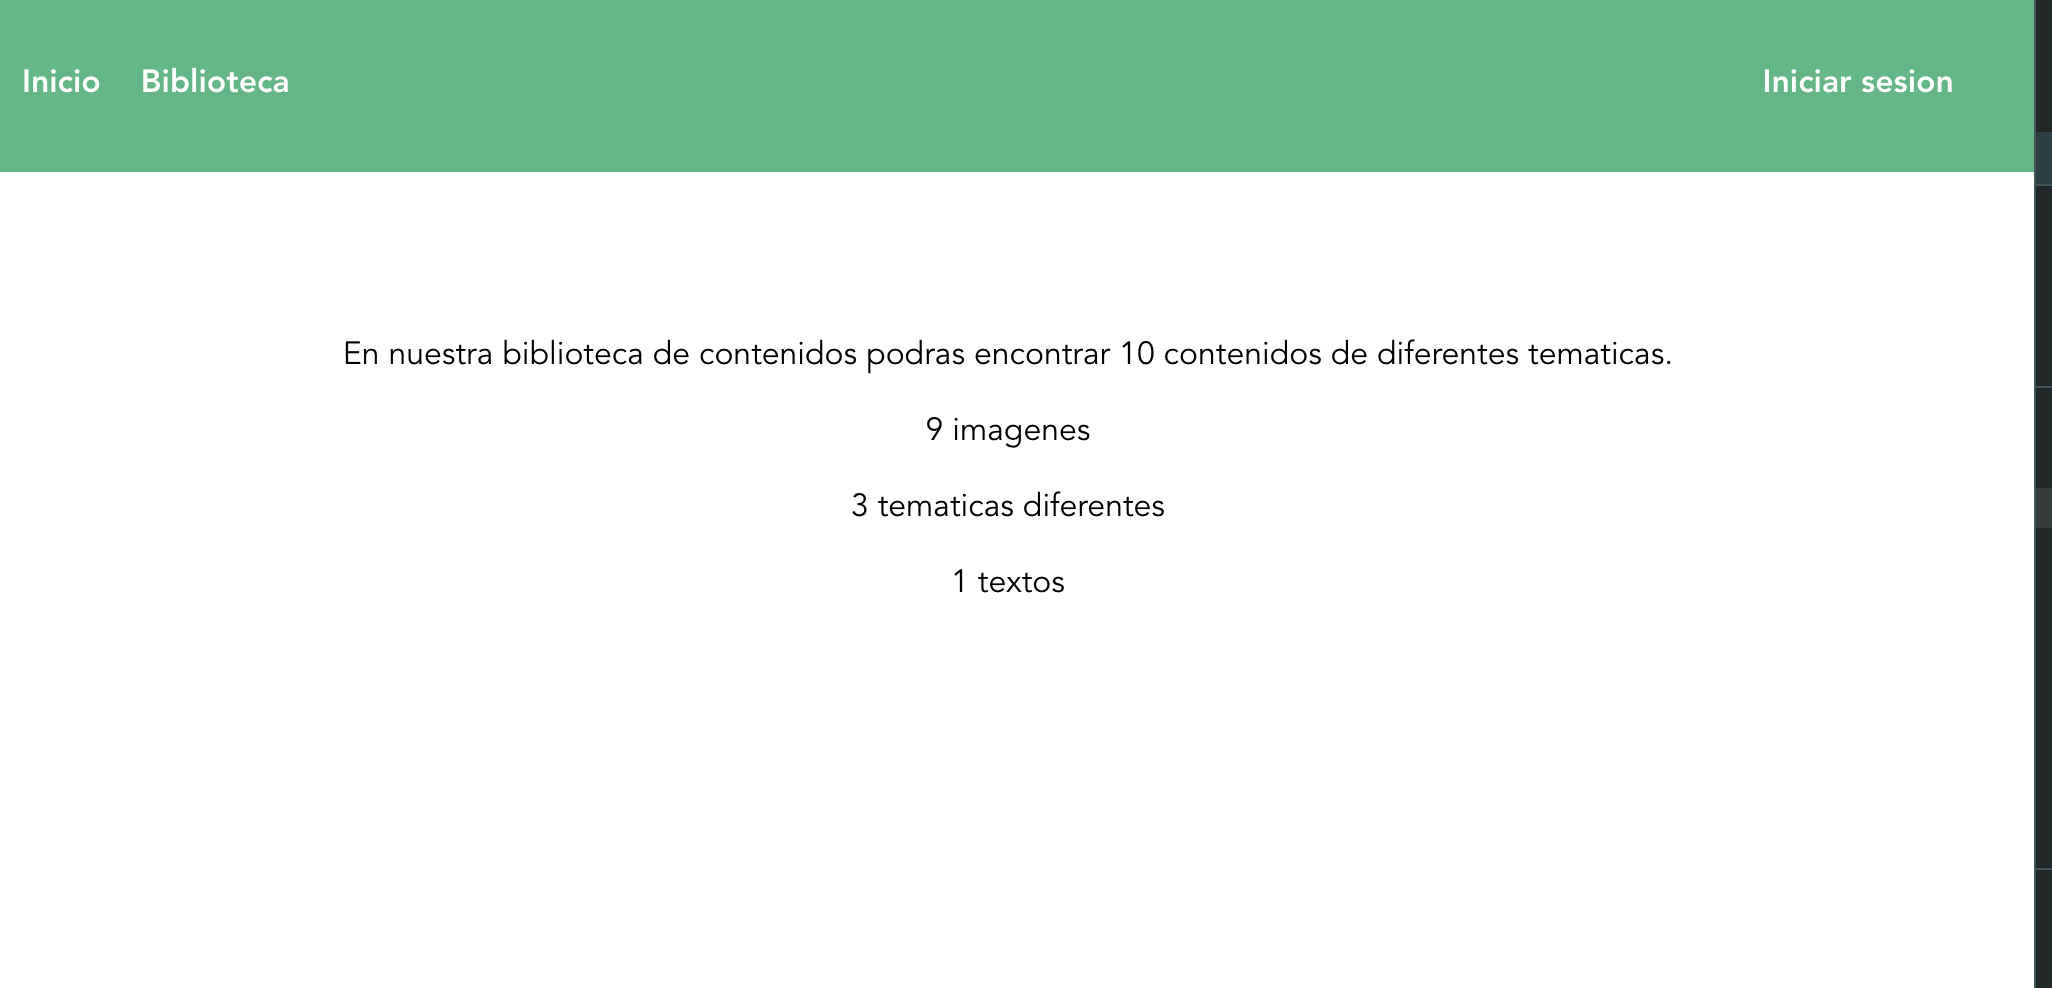 Inicio Biblioteca Iniciar sesion
En nuestra biblioteca de contenidos podras encontrar 10 contenidos de diferentes tematicas.
9 imagenes
3 tematicas diferentes
1 textos